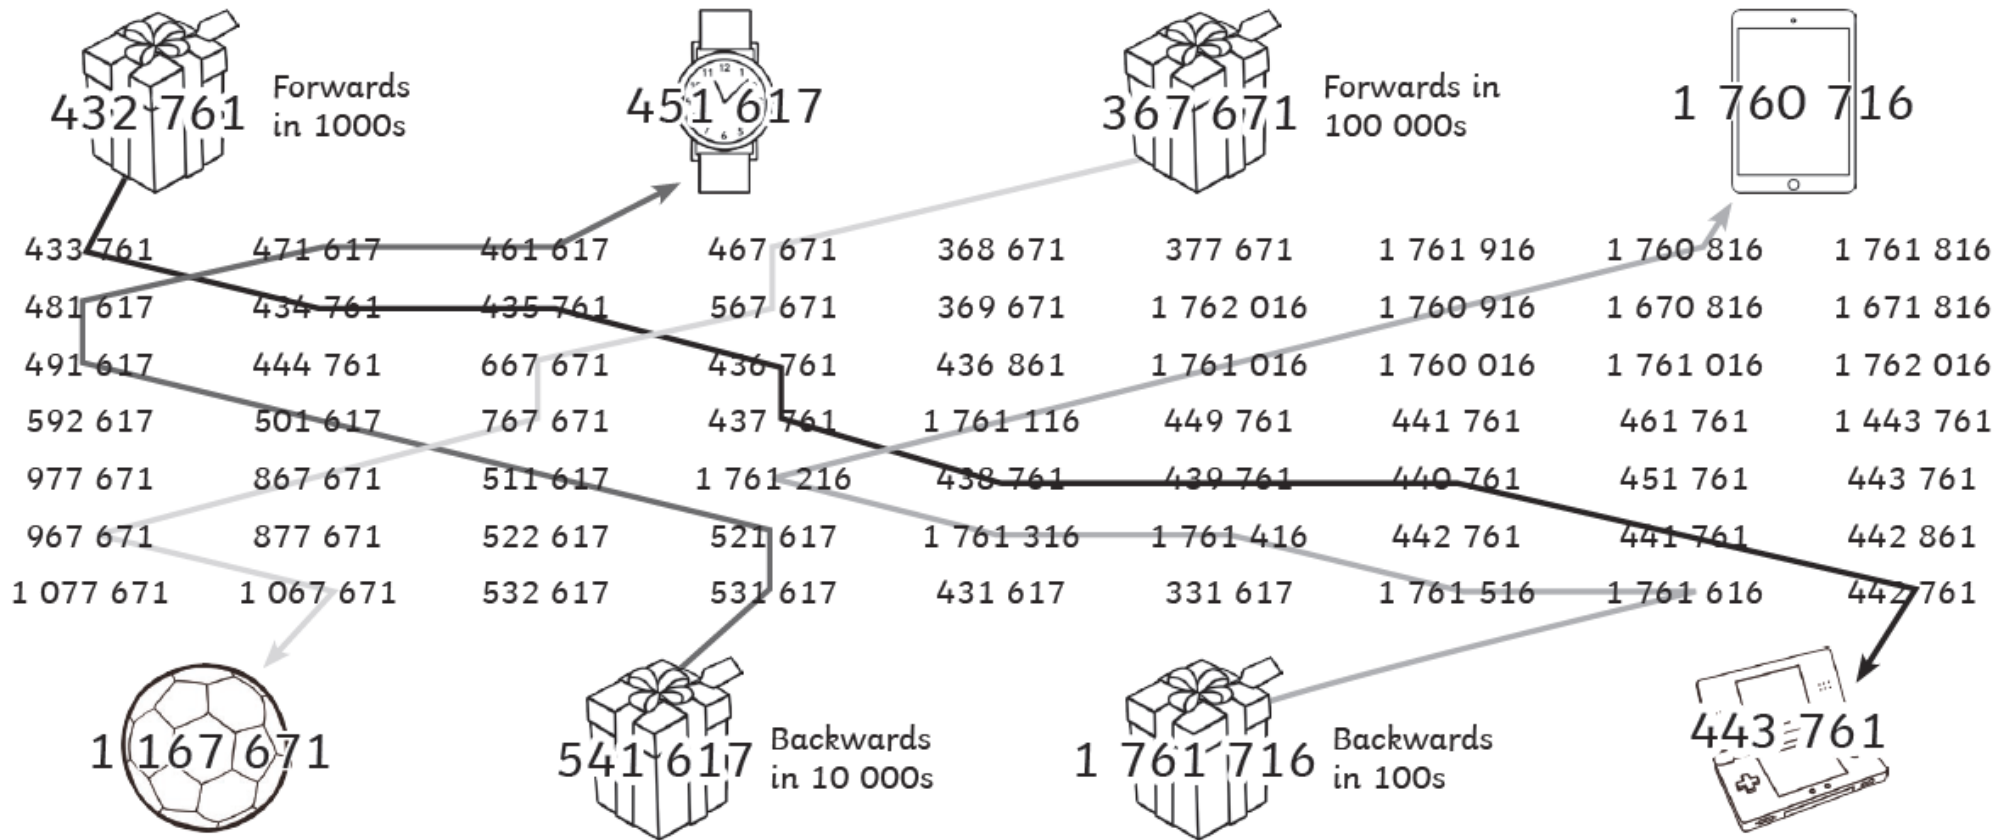 432 761
Forwards
in 1000s
451 617
367 671
Forwards in
100 000s
1 760 716
433 761 471 617 461 617 467 671 368 671 377 671 1 761 916 1 760 816 1 761 816
481 617 434 761 435 761 567 671 369 671 1 762 016 1 760 916 1 670 816 1 671 816
491 617 444 761 667 671 436 761 436 861 1 761 016 1 760 016 1 761 016 1 762 016
592 617 501 617 767 671 437 761 1 761 116 449 761 441 761 461 761 1 443 761
977 671 867 671 511 617 1 761 216 438 761 439 761 440 761 451 761 443 761
967 671 877 671 522 617 521 617 1 761 316 1 761 416 442 761 441 761 442 861
1 077 671 1 067 671 532 617 531 617 431 617 331 617 1 761 516 1 761 616 442 761
1 167 671
541 617
Backwards
in 10 000s
1 761 716
Backwards
in 100s
443 761